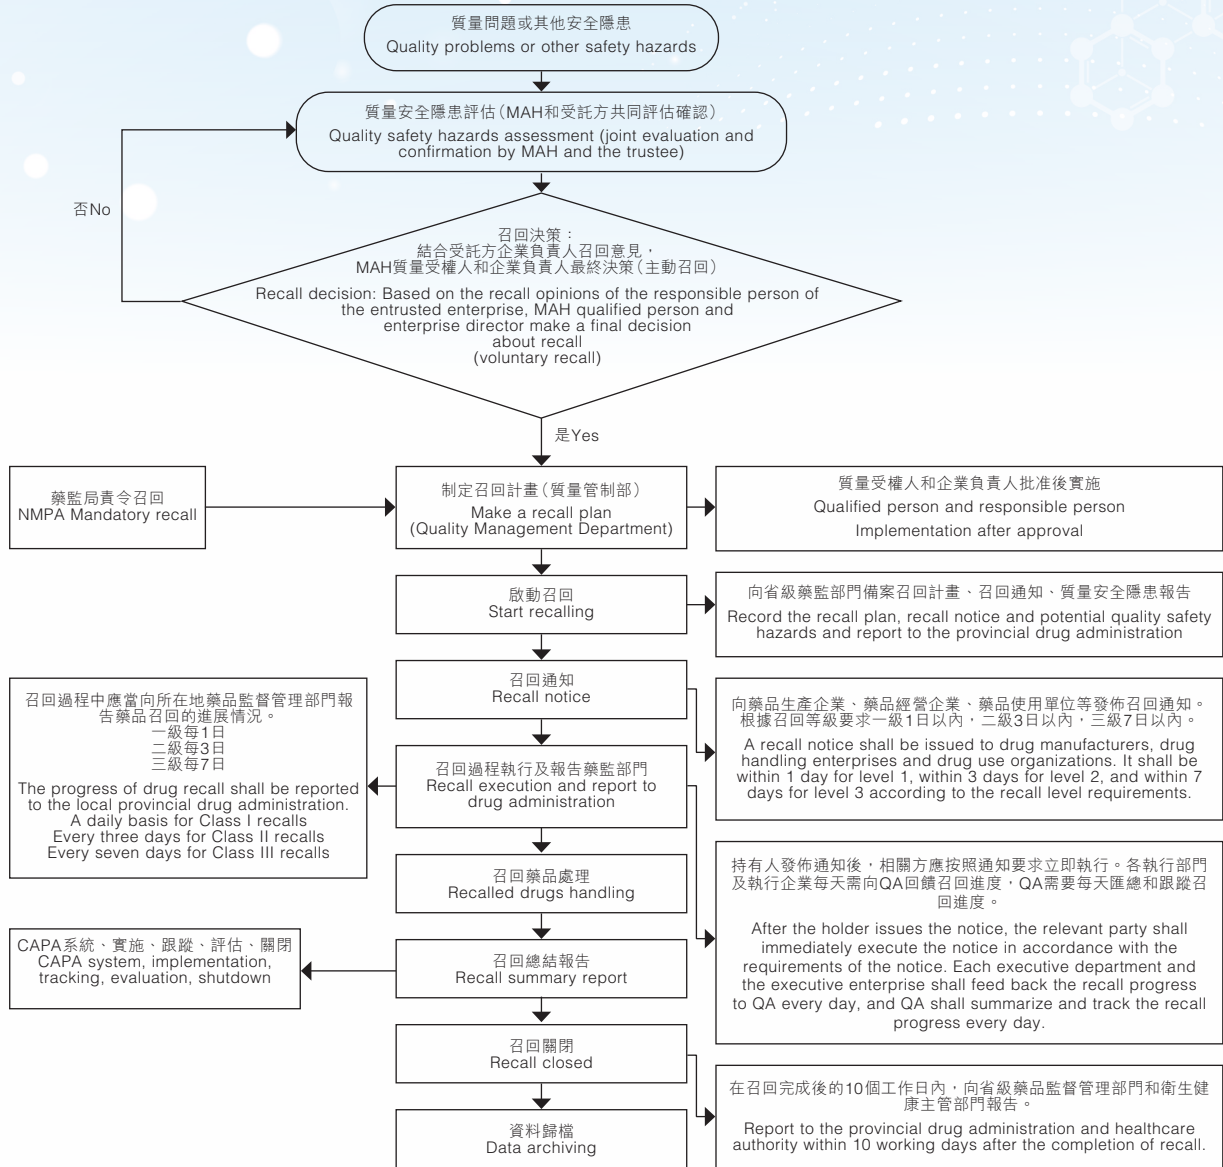 質量問題或其他安全隱患
Quality problems or other safety hazards
質量安全隱患評估（MAH和受託方共同評估確認）
Quality safety hazards assessment (joint evaluation and
confirmation by MAH and the trustee)
否No
召回決策：
結合受託方企業負責人召回意見，
MAH質量受權人和企業負責人最終決策（主動召回）
Recall decision: Based on the recall opinions of the responsible person of
the entrusted enterprise, MAH qualified person and
enterprise director make a final decision
about recall
(voluntary recall)
是Yes
藥監局責令召回
NMPA Mandatory recall
制定召回計畫（質量管制部）
Make a recall plan
(Quality Management Department)
質量受權人和企業負責人批准後實施
Qualified person and responsible person
Implementation after approval
啟動召回
Start recalling
向省級藥監部門備案召回計畫、召回通知、質量安全隱患報告
Record the recall plan, recall notice and potential quality safety
hazards and report to the provincial drug administration
召回通知
Recall notice
向藥品生產企業、藥品經營企業、藥品使用單位等發佈召回通知。
根據召回等級要求一級1日以內，二級3日以內，三級7日以內。
A recall notice shall be issued to drug manufacturers, drug
handling enterprises and drug use organizations. It shall be
within 1 day for level 1, within 3 days for level 2, and within 7
days for level 3 according to the recall level requirements.
召回過程中應當向所在地藥品監督管理部門報
告藥品召回的進展情況。
一級每1日
二級每3日
三級每7日
The progress of drug recall shall be reported
to the local provincial drug administration.
A daily basis for Class I recalls
Every three days for Class II recalls
Every seven days for Class III recalls
召回過程執行及報告藥監部門
Recall execution and report to
drug administration
持有人發佈通知後，相關方應按照通知要求立即執行。各執行部門
及執行企業每天需向QA回饋召回進度，QA需要每天匯總和跟蹤召
回進度。
After the holder issues the notice, the relevant party shall
immediately execute the notice in accordance with the
requirements of the notice. Each executive department and
the executive enterprise shall feed back the recall progress
to QA every day, and QA shall summarize and track the recall
progress every day.
召回藥品處理
Recalled drugs handling
CAPA系統、實施、跟蹤、評估、關閉
CAPA system, implementation,
tracking, evaluation, shutdown
召回總結報告
Recall summary report
召回關閉
Recall closed
在召回完成後的10個工作日內，向省級藥品監督管理部門和衛生健
康主管部門報告。
Report to the provincial drug administration and healthcare
authority within 10 working days after the completion of recall.
資料歸檔
Data archiving